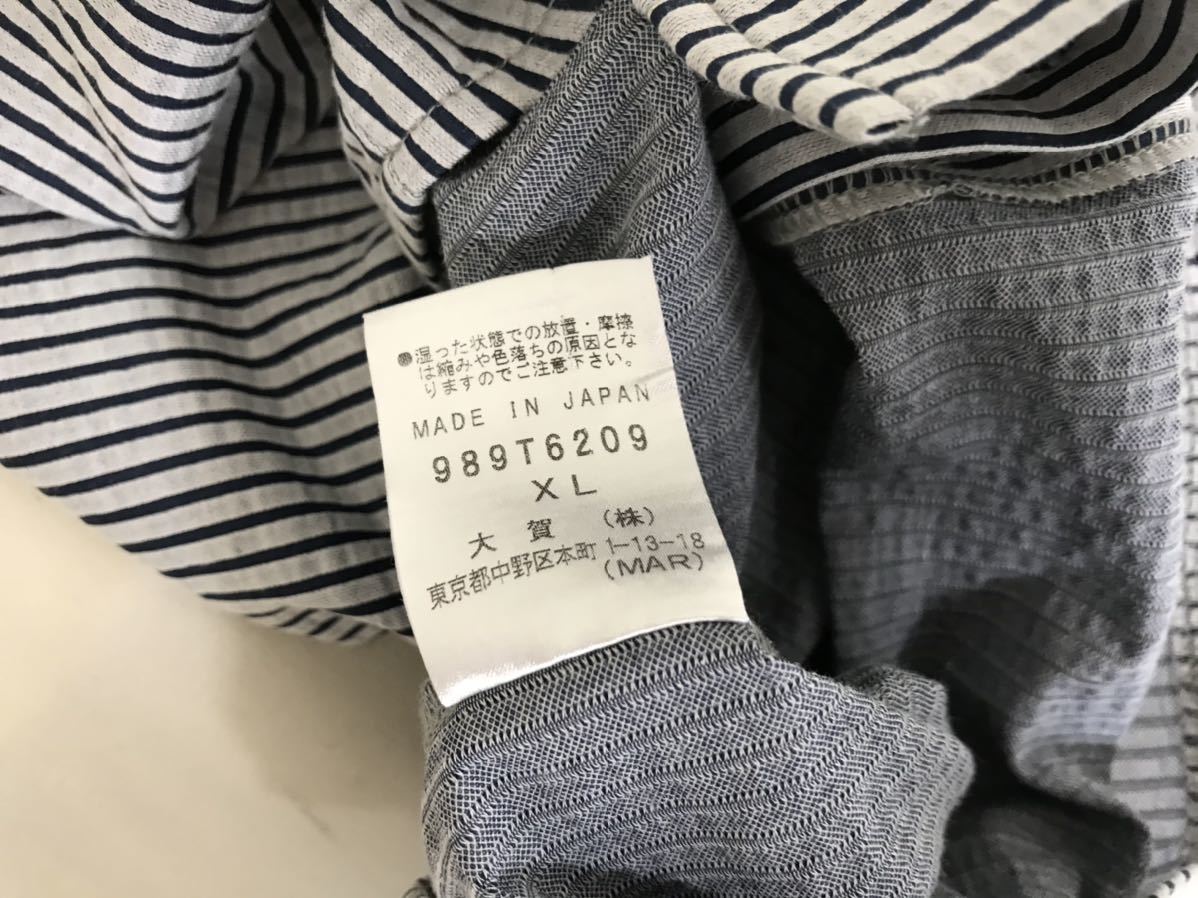 ●湿った状態での放置・摩擦
は縮みや色落ちの原因とな
りますのでご注意下さい。
MADE IN JAPAN
989T6209
XL
大賀(株)
東京都中野区本町1-13-18
(MAR)